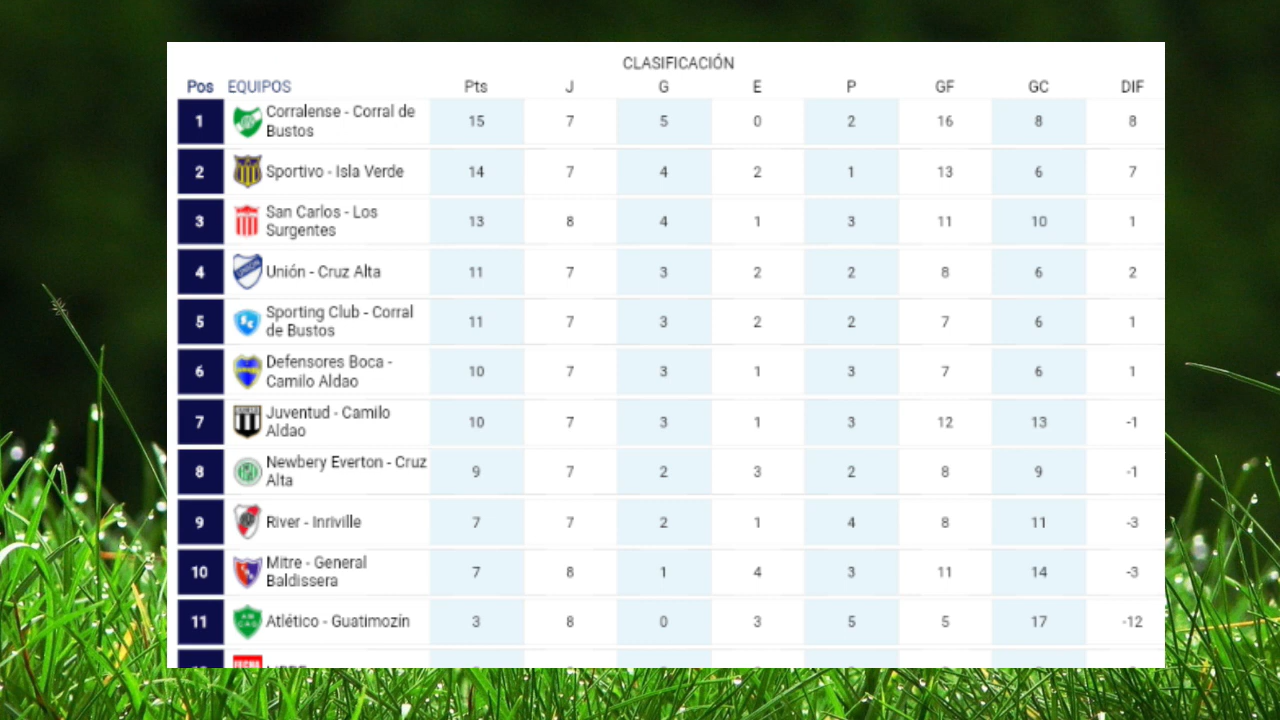 CLASIFICACIÓN
Pos EQUIPOS Pts J G E P GF GC DIF
1 Corralense - Corral de Bustos 15 7 5 0 2 16 8 8
2 Sportivo - Isla Verde 14 7 4 2 1 13 6 7
3 San Carlos - Los Surgentes 13 8 4 1 3 11 10 1
4 Unión - Cruz Alta 11 7 3 2 2 8 6 2
5 Sporting Club - Corral de Bustos 11 7 3 2 2 7 6 1
6 Defensores Boca - Camilo Aldao 10 7 3 1 3 7 6 1
7 Juventud - Camilo Aldao 10 7 3 1 3 12 13 -1
8 Newbery Everton - Cruz Alta 9 7 2 3 2 8 9 -1
9 River - Inriville 7 7 2 1 4 8 11 -3
10 Mitre - General Baldissera 7 8 1 4 3 11 14 -3
11 Atlético - Guatimozín 3 8 0 3 5 5 17 -12